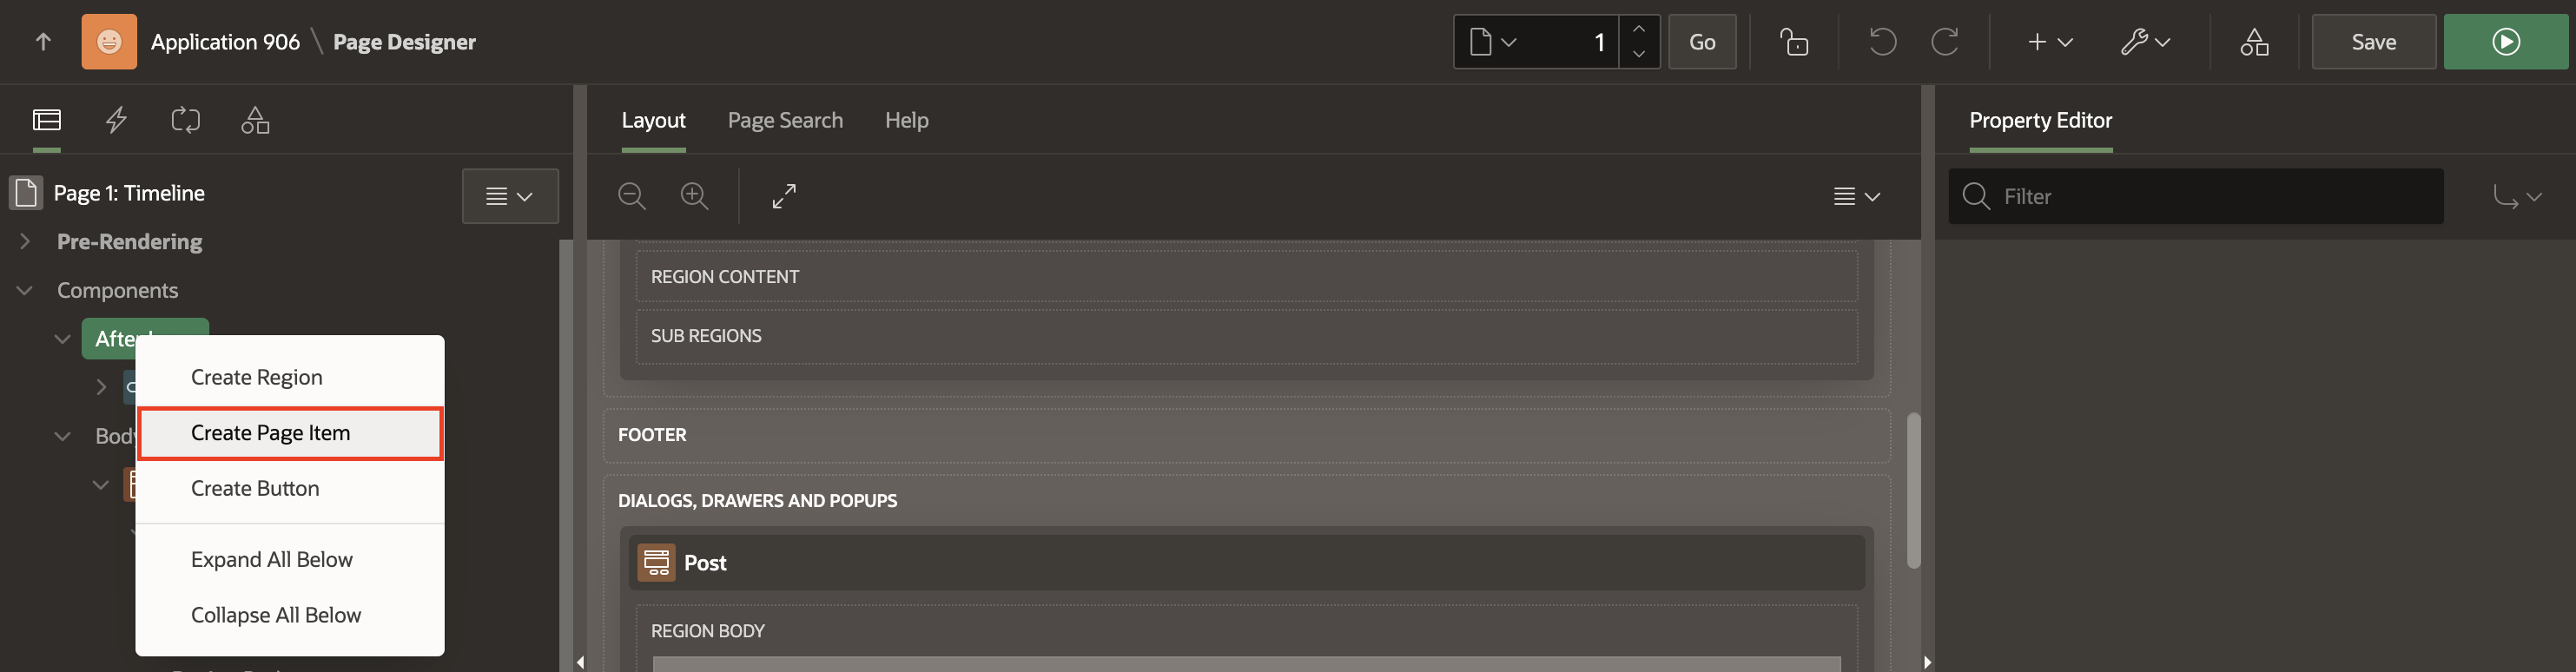 Application 906 \ Page Designer
1
Go
Save
Layout
Page Search
Help
Property Editor
Page 1: Timeline
Filter
Pre-Rendering
Components
Create Region
Create Page Item
Create Button
Expand All Below
Collapse All Below
REGION CONTENT
SUB REGIONS
FOOTER
DIALOGS, DRAWERS AND POPUPS
Post
REGION BODY